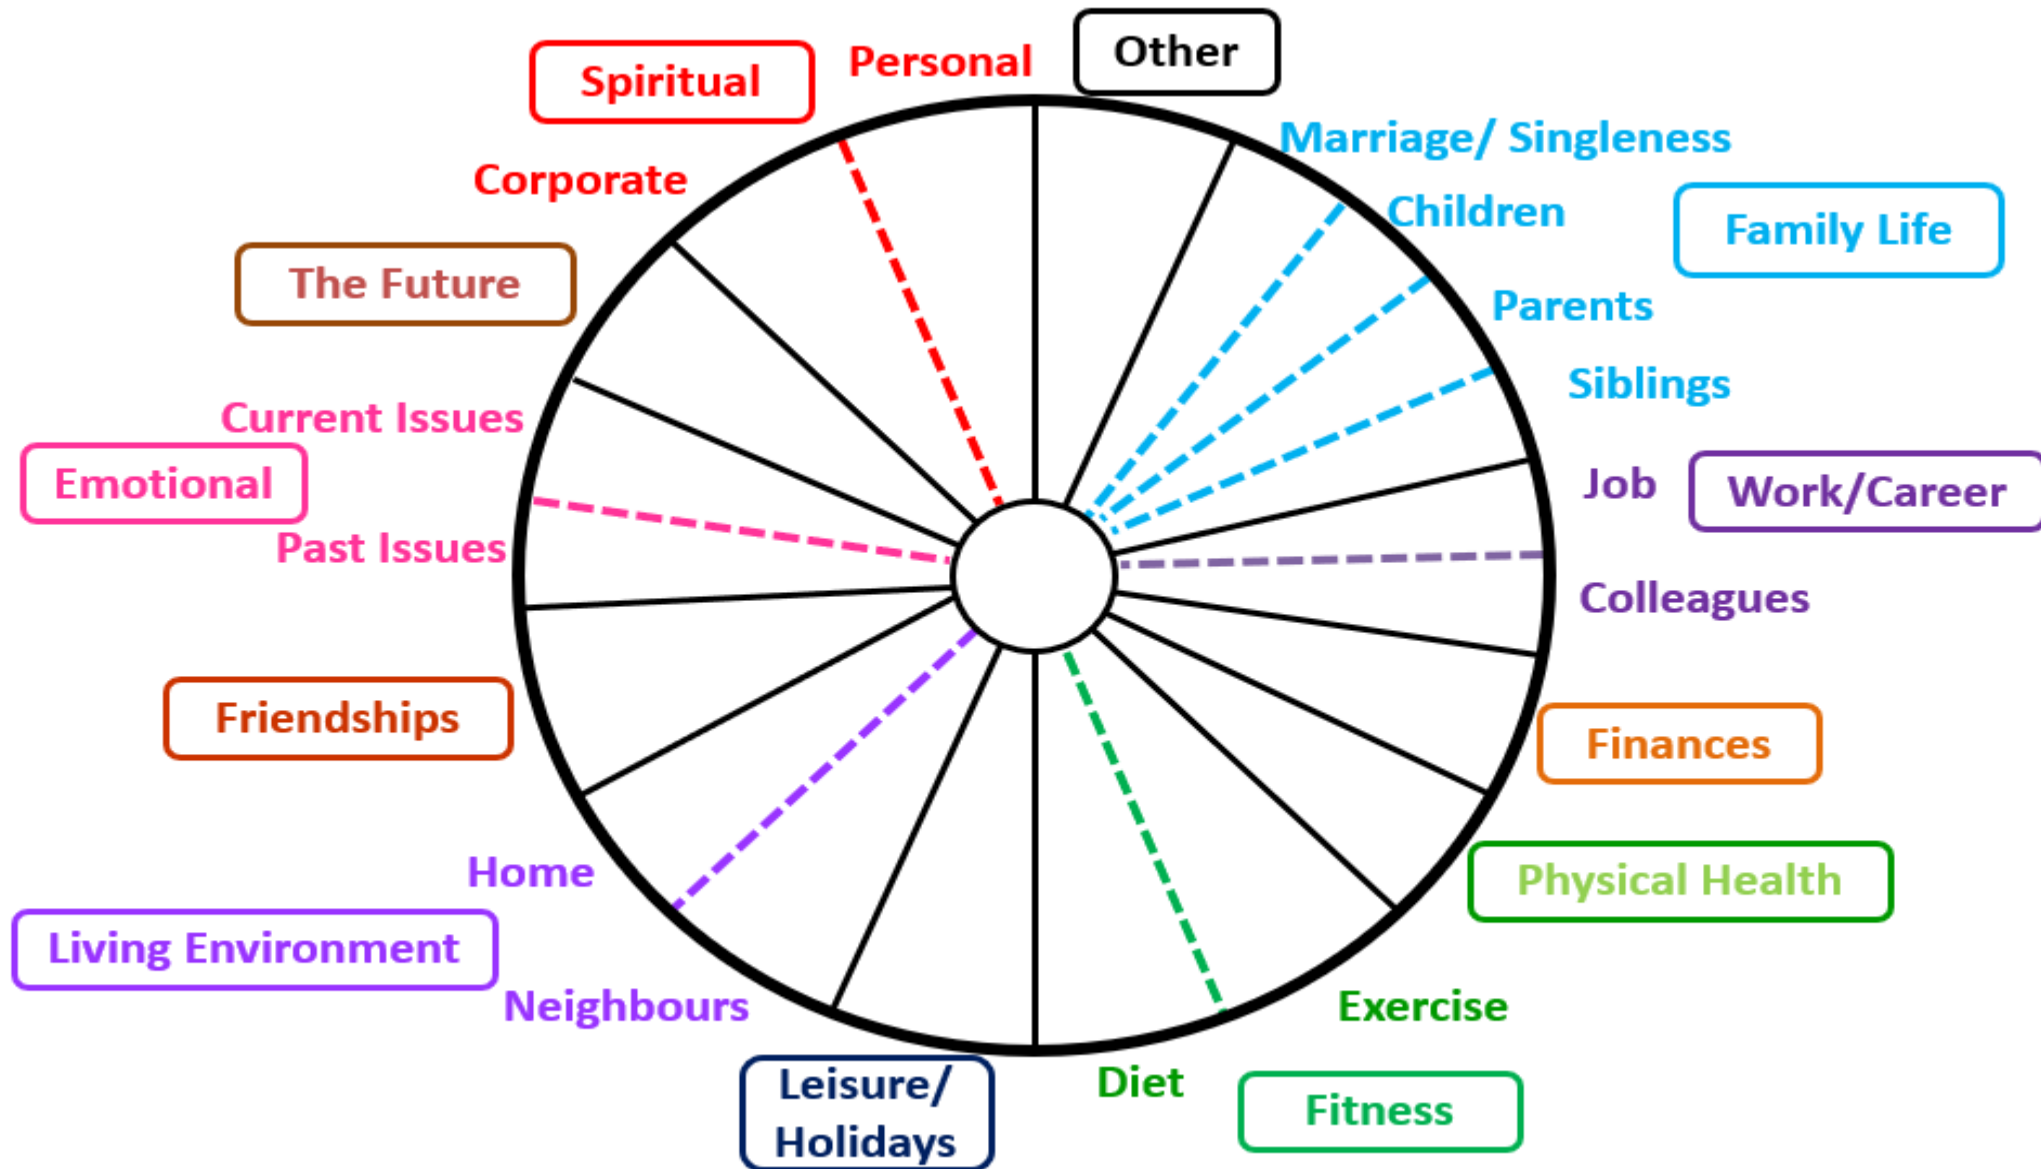 Other
Personal
Spiritual
Marriage/ Singleness
Corporate
Children
Family Life
The Future
Parents
Siblings
Current Issues
Emotional
Job
Work/Career
Past Issues
Colleagues
Friendships
Finances
Home
Physical Health
Living Environment
Neighbours
Exercise
Leisure/
Holidays
Diet
Fitness